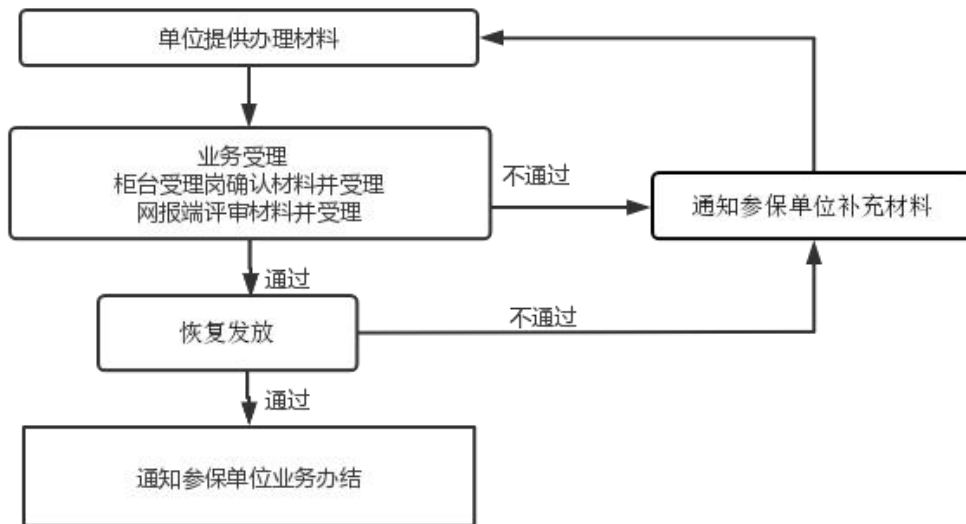 单位提供办理材料
业务受理
柜台受理岗确认材料并受理
网报端评审材料并受理
不通过
通知参保单位补充材料
通过
恢复发放
不通过
通过
通知参保单位业务办结